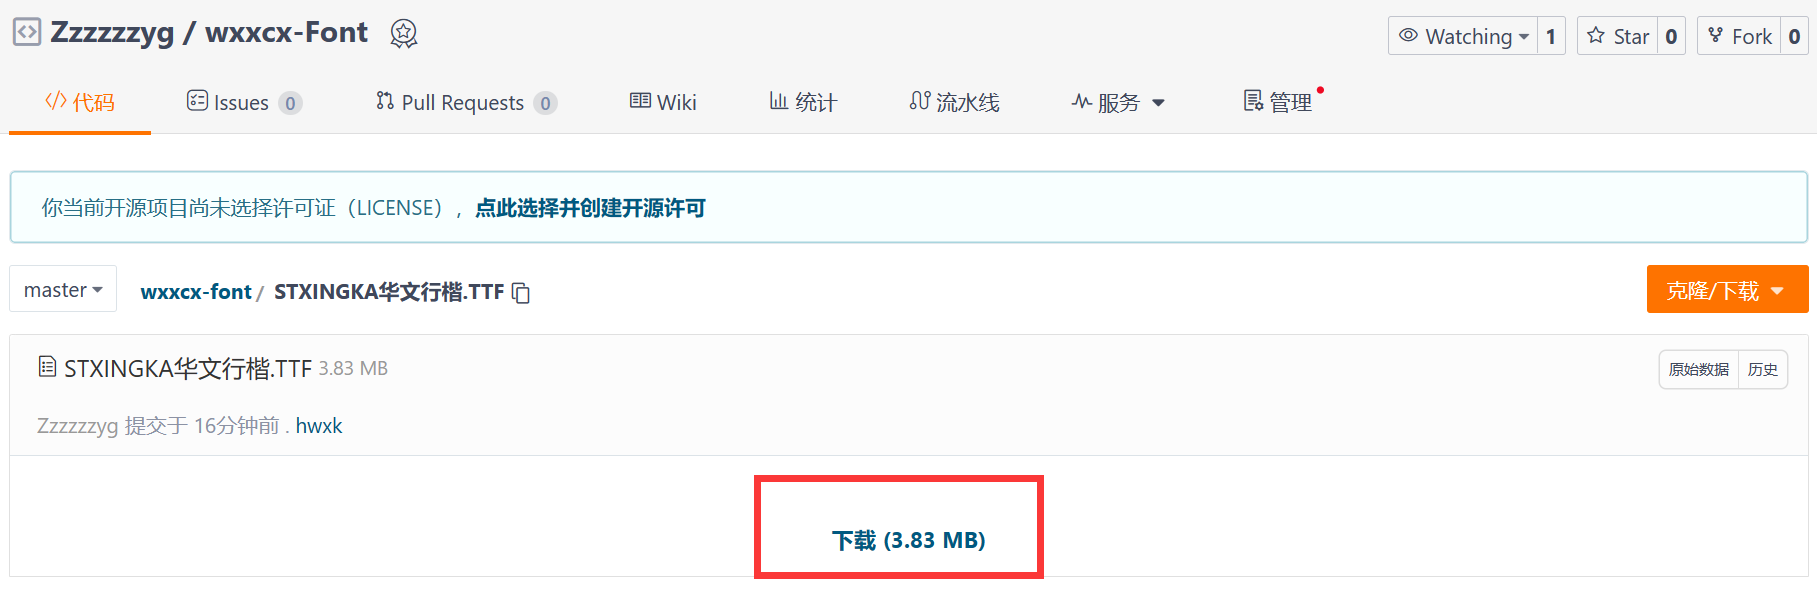 Zzzzzzyg / wxxcx-Font
Watching 1 Star 0 Fork 0
代码 Issues 0 Pull Requests 0 Wiki 统计 流水线 服务 管理
你当前开源项目尚未选择许可证（LICENSE），点此选择并创建开源许可
master wxxcx-font / STXINGKA华文行楷.TTF 克隆/下载
STXINGKA华文行楷.TTF 3.83 MB 原始数据 历史
Zzzzzzyg 提交于 16分钟前 . hwxk
下载 (3.83 MB)